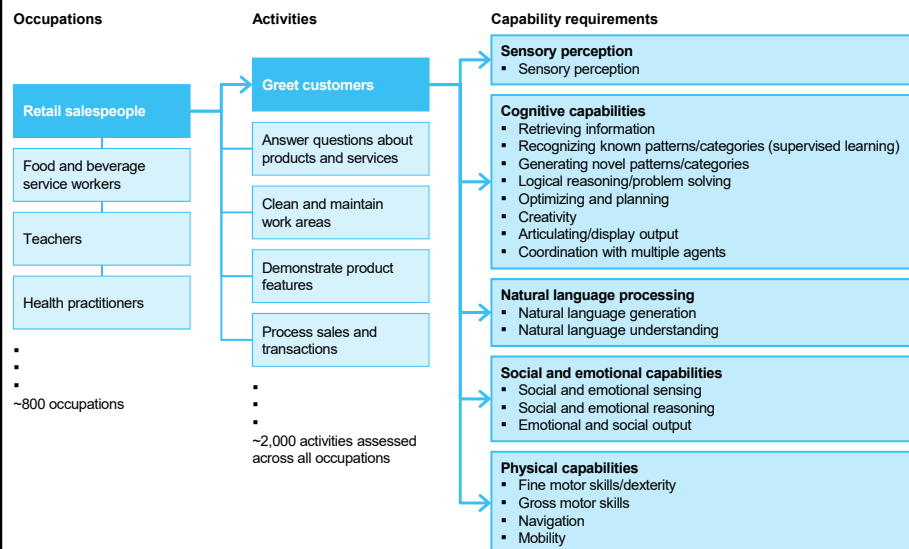 Occupations
Retail salespeople
Food and beverage
service workers
Teachers
Health practitioners
▪
▪
▪
~800 occupations
Activities
Greet customers
Answer questions about
products and services
Clean and maintain
work areas
Demonstrate product
features
Process sales and
transactions
▪
▪
▪
~2,000 activities assessed
across all occupations
Capability requirements
Sensory perception
▪ Sensory perception
Cognitive capabilities
▪ Retrieving information
▪ Recognizing known patterns/categories (supervised learning)
▪ Generating novel patterns/categories
▪ Logical reasoning/problem solving
▪ Optimizing and planning
▪ Creativity
▪ Articulating/display output
▪ Coordination with multiple agents
Natural language processing
▪ Natural language generation
▪ Natural language understanding
Social and emotional capabilities
▪ Social and emotional sensing
▪ Social and emotional reasoning
▪ Emotional and social output
Physical capabilities
▪ Fine motor skills/dexterity
▪ Gross motor skills
▪ Navigation
▪ Mobility